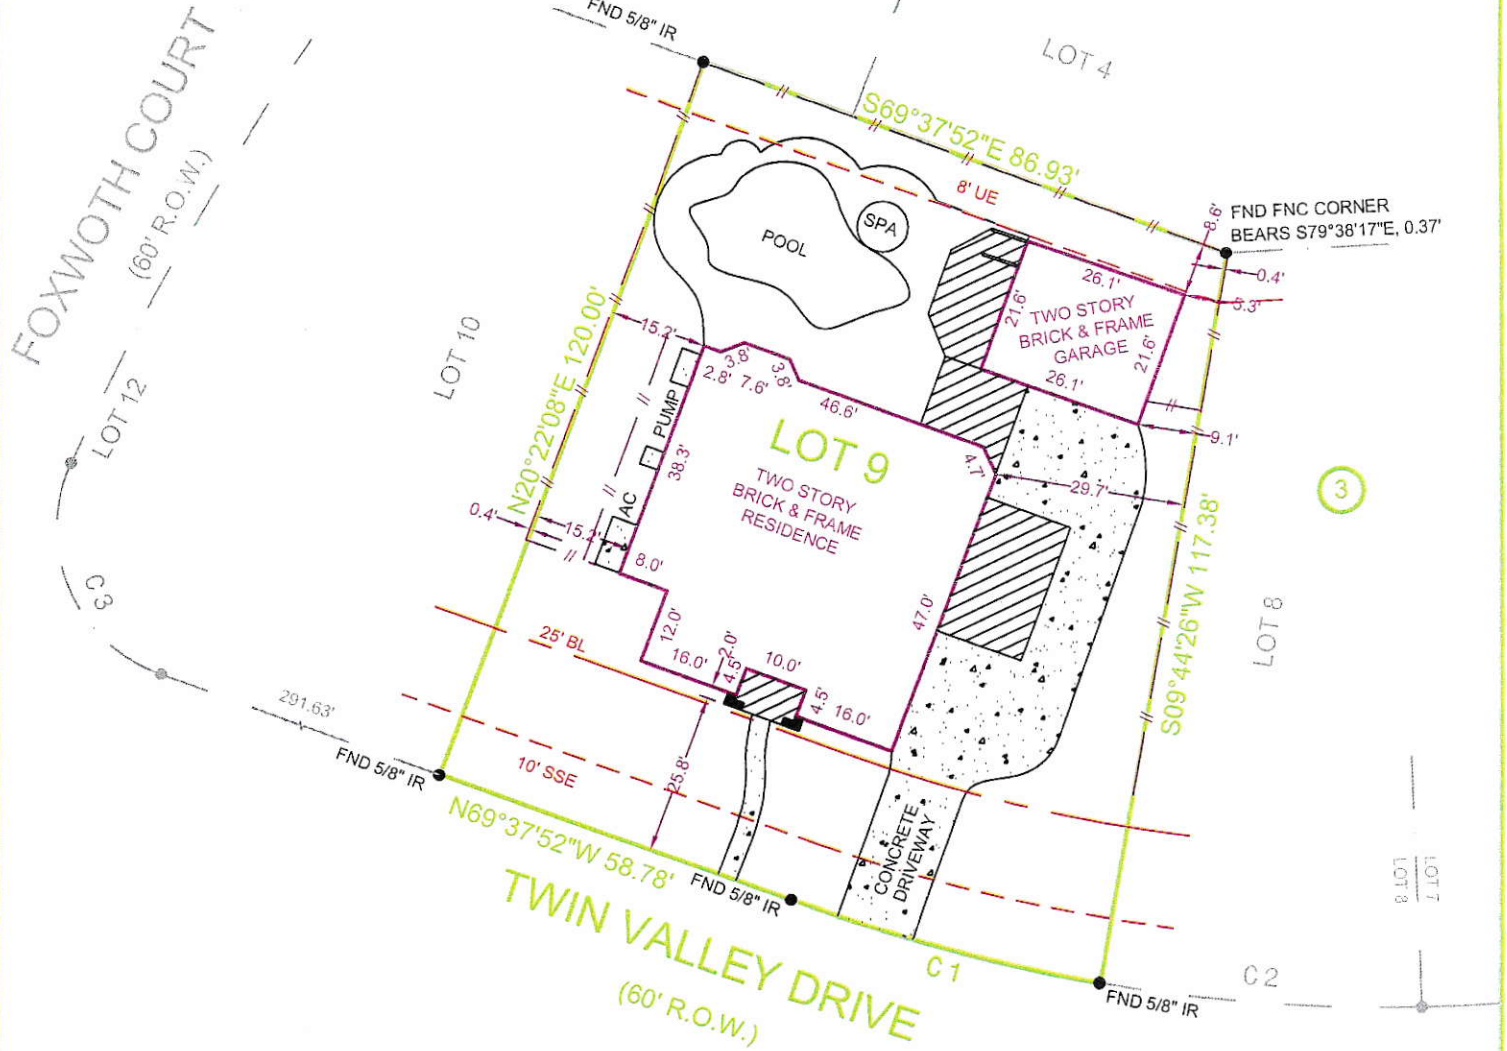 FND 5/8" IR
LOT 4
FOXWOTH COURT
(60' R.O.W.)
S69°37'52"E 86.93'
8' UE
8.6'
FND FNC CORNER
BEARS S79°38'17"E, 0.37'
0.4'
5.3'
POOL
SPA
26.1'
21.6'
TWO STORY
BRICK & FRAME
GARAGE
21.6'
26.1'
9.1'
LOT 10
N20°22'08"E 120.00'
15.2'
3.8'
2.8'
7.6'
3.8'
46.6'
PUMP
38.3'
AC
LOT 9
TWO STORY
BRICK & FRAME
RESIDENCE
4.7'
29.7'
3
LOT 12
0.4'
15.2'
8.0'
12.0'
16.0'
2.0'
4.5'
10.0'
4.5'
16.0'
47.0'
S09°44'26"W 117.38'
LOT 8
C3
25' BL
291.63'
FND 5/8" IR
10' SSE
25.8'
N69°37'52"W 58.78'
FND 5/8" IR
CONCRETE
DRIVEWAY
TWIN VALLEY DRIVE
(60' R.O.W.)
C 1
FND 5/8" IR
C 2
LOT 7
LOT 8